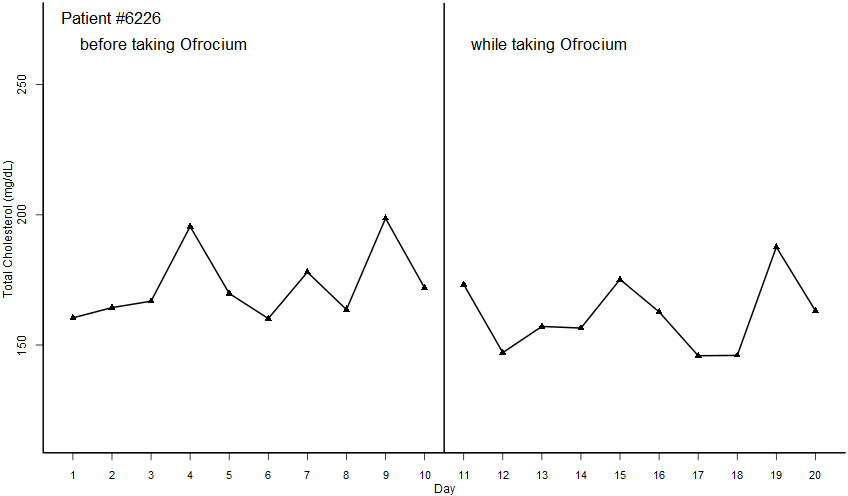 Patient #6226
before taking Ofrocium
while taking Ofrocium
Total Cholesterol (mg/dL)
250
200
150
1 2 3 4 5 6 7 8 9 10 11 12 13 14 15 16 17 18 19 20
Day